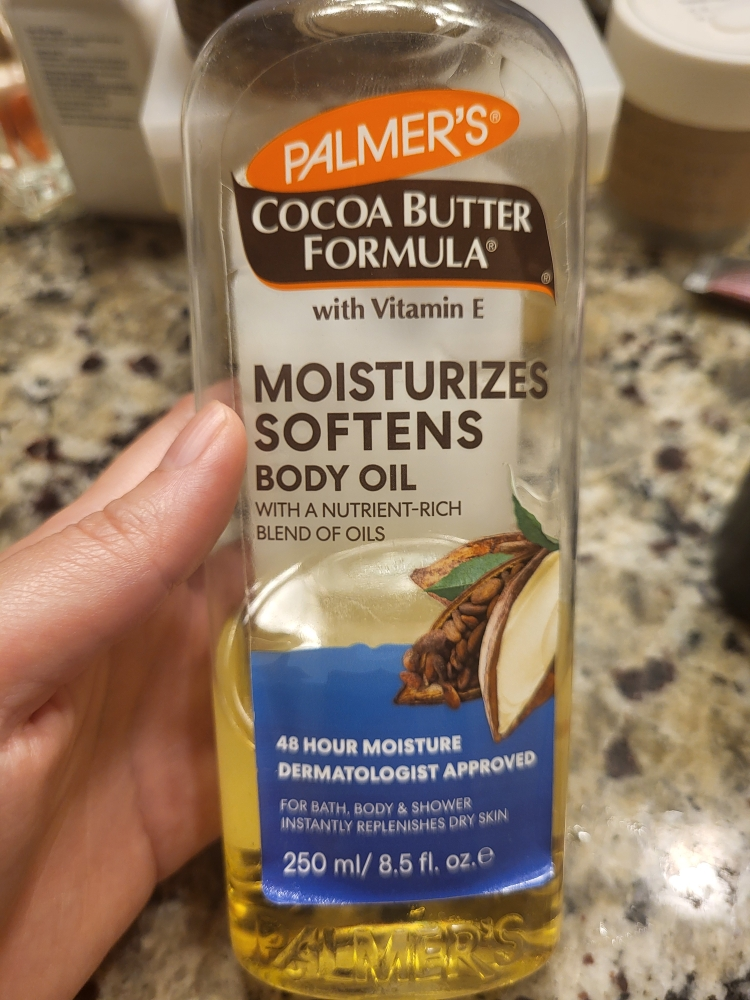 PALMER'S®
COCOA BUTTER
FORMULA®
®
with Vitamin E
MOISTURIZES
SOFTENS
BODY OIL
WITH A NUTRIENT-RICH
BLEND OF OILS
48 HOUR MOISTURE
DERMATOLOGIST APPROVED
FOR BATH, BODY & SHOWER
INSTANTLY REPLENISHES DRY SKIN
250 ml/ 8.5 fl. oz.℮
PALMER'S